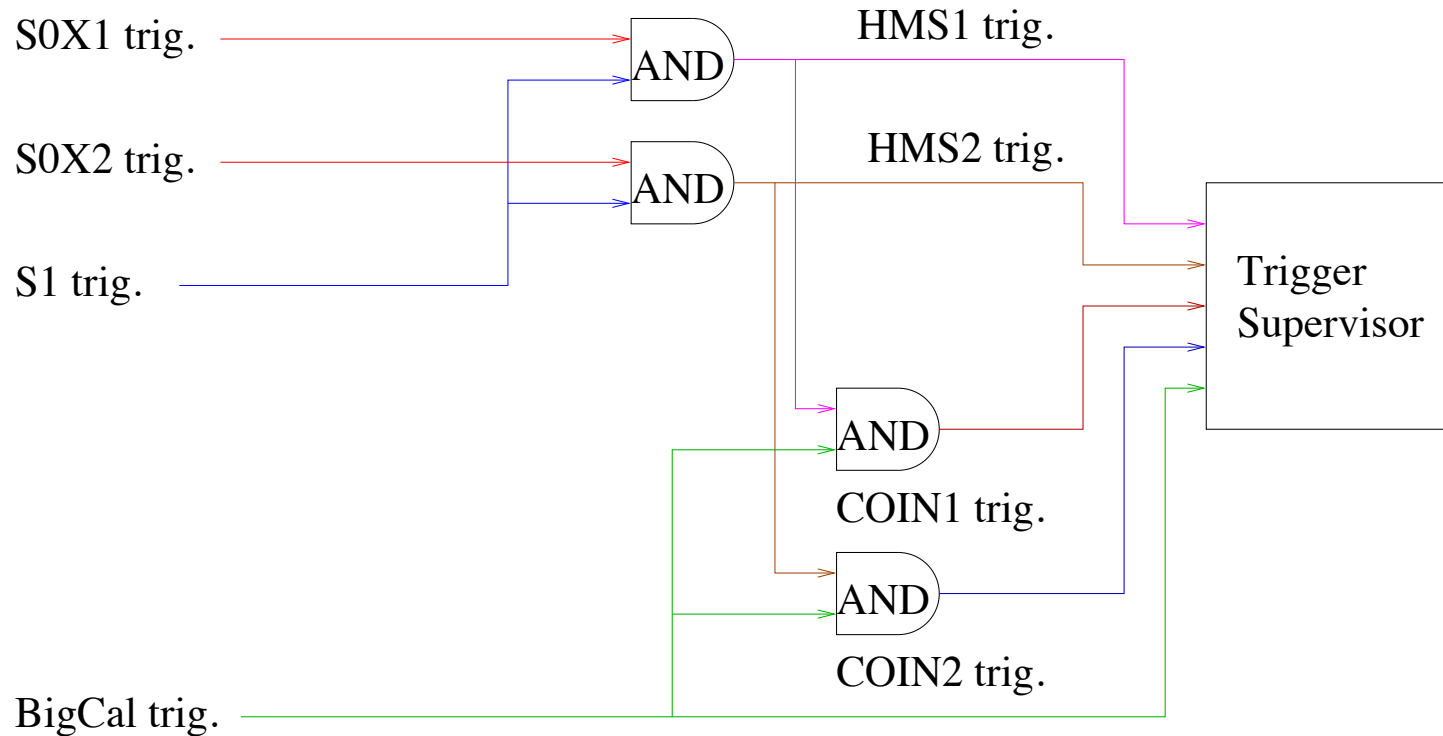 S0X1 trig.
AND
HMS1 trig.
S0X2 trig.
AND
HMS2 trig.
S1 trig.
Trigger
Supervisor
AND
COIN1 trig.
AND
COIN2 trig.
BigCal trig.